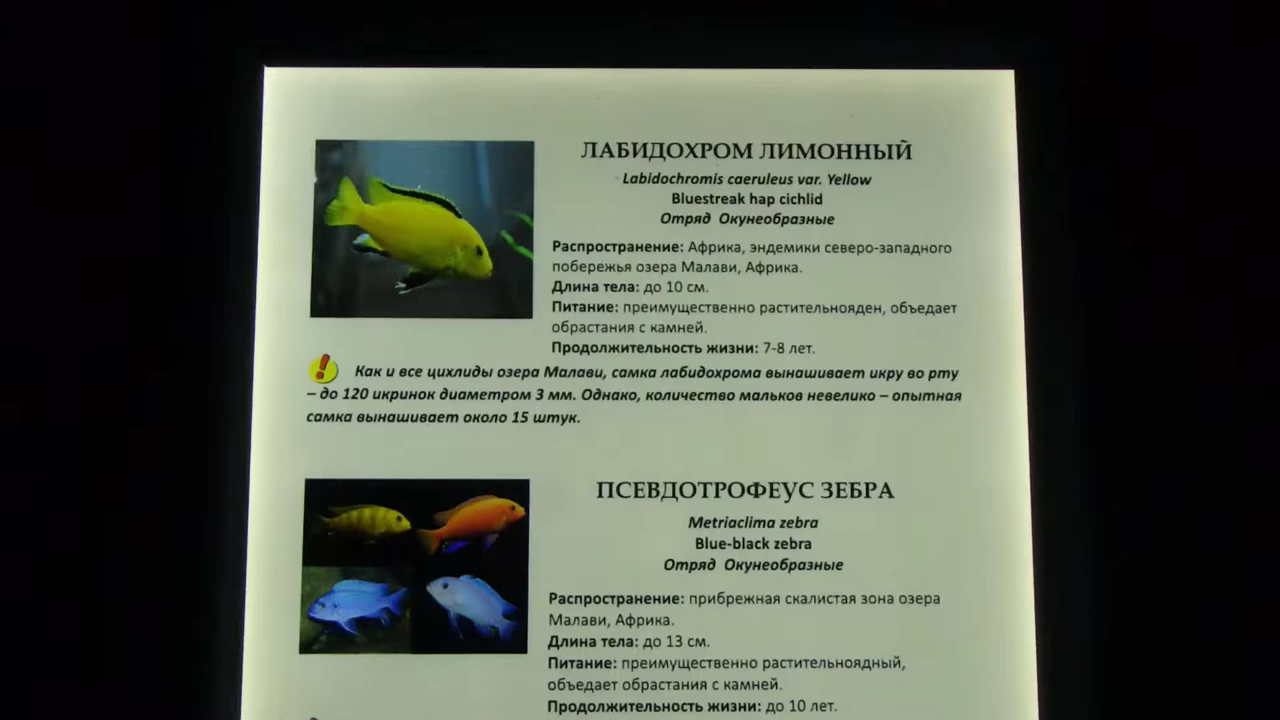 ЛАБИДОХРОМ ЛИМОННЫЙ
Labidochromis caeruleus var. Yellow
Bluestreak hap cichlid
Отряд Окунеобразные
Распространение: Африка, эндемики северо-западного
побережья озера Малави, Африка.
Длина тела: до 10 см.
Питание: преимущественно растительнояден, объедает
обрастания с камней.
Продолжительность жизни: 7-8 лет.
Как и все цихлиды озера Малави, самка лабидохрома вынашивает икру во рту
– до 120 икринок диаметром 3 мм. Однако, количество мальков невелико – опытная
самка вынашивает около 15 штук.
ПСЕВДОТРОФЕУС ЗЕБРА
Metriaclima zebra
Blue-black zebra
Отряд Окунеобразные
Распространение: прибрежная скалистая зона озера
Малави, Африка.
Длина тела: до 13 см.
Питание: преимущественно растительноядный,
объедает обрастания с камней.
Продолжительность жизни: до 10 лет.